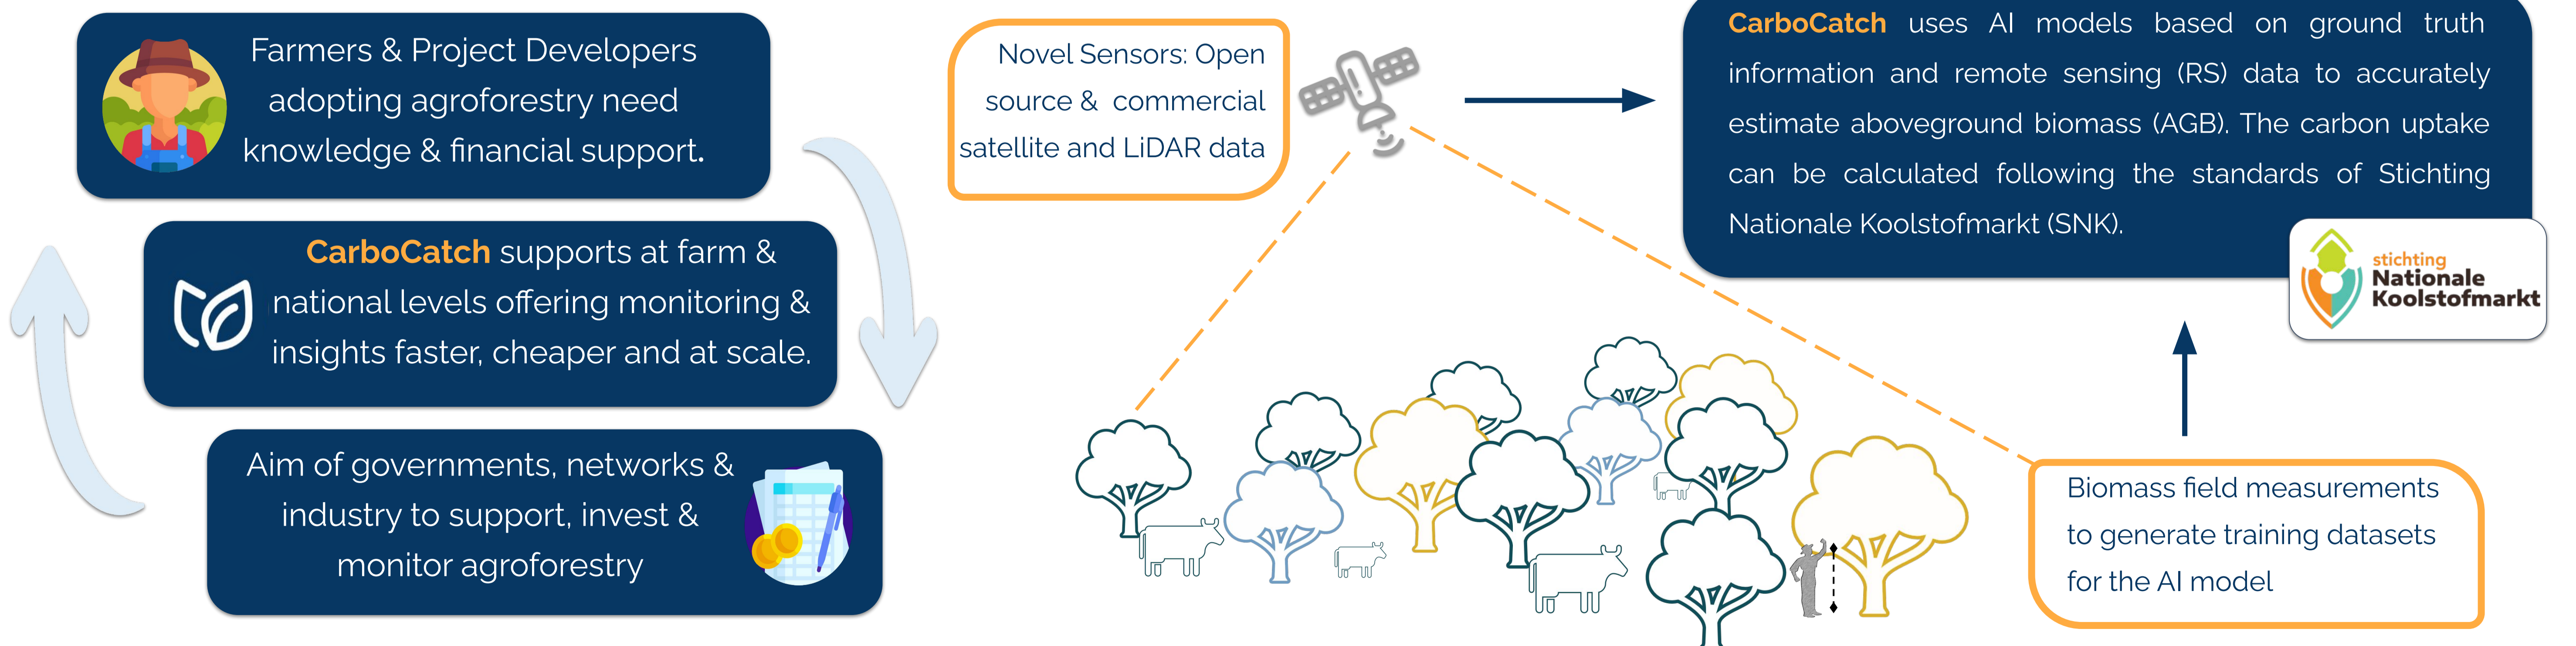 Farmers & Project Developers
adopting agroforestry need
knowledge & financial support.
CarboCatch supports at farm &
national levels offering monitoring &
insights faster, cheaper and at scale.
Aim of governments, networks &
industry to support, invest &
monitor agroforestry
Novel Sensors: Open
source & commercial
satellite and LiDAR data
CarboCatch uses AI models based on ground truth
information and remote sensing (RS) data to accurately
estimate aboveground biomass (AGB). The carbon uptake
can be calculated following the standards of Stichting
Nationale Koolstofmarkt (SNK).
stichting
Nationale
Koolstofmarkt
Biomass field measurements
to generate training datasets
for the AI model